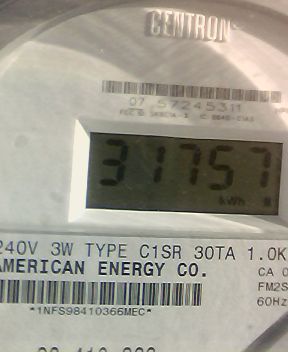 CENTRON
07 57245311
31757
kWh
240V 3W TYPE C1SR 30TA 1.0K
AMERICAN ENERGY CO.
CA 0
FM2S
60Hz
*1NFS98410366MEC*